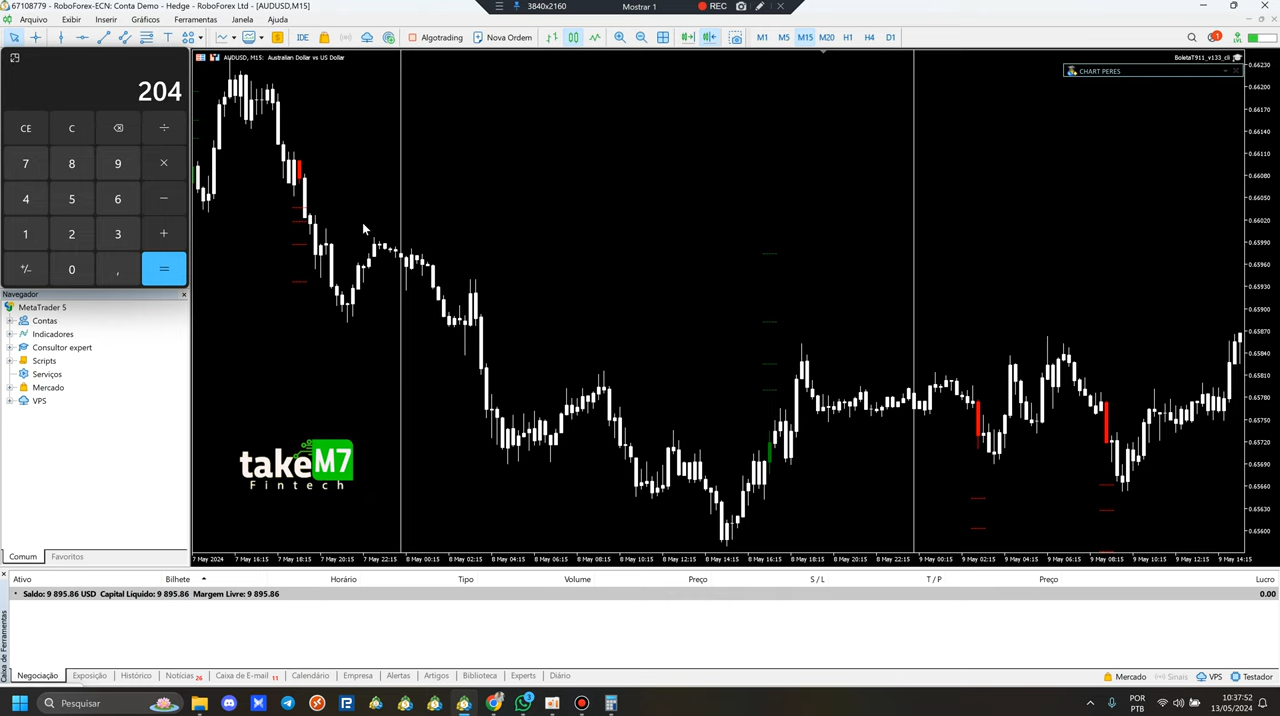 67108779 - RoboForex-ECN: Conta Demo - Hedge - RoboForex Ltd - [AUDUSD,M15]
3840x2160
Mostrar 1
REC
Arquivo Exibir Inserir Gráficos Ferramentas Janela Ajuda
IDE
Algotrading
Nova Ordem
M1 M5 M15 M20 H1 H4 D1
204
CE C ÷
7 8 9 ×
4 5 6 −
1 2 3 +
+/- 0 , =
AUDUSD, M15: Australian Dollar vs US Dollar
BoletaT911_v133_cli
CHART PERES
0.66230
0.66200
0.66170
0.66140
0.66110
0.66080
0.66050
0.66020
0.65990
0.65960
0.65930
0.65900
0.65870
0.65840
0.65810
0.65780
0.65750
0.65720
0.65690
0.65660
0.65630
0.65600
Navegador
MetaTrader 5
Contas
Indicadores
Consultor expert
Scripts
Serviços
Mercado
VPS
Comum Favoritos
takeM7
Fintech
7 May 2024 7 May 16:15 7 May 18:15 7 May 20:15 7 May 22:15 8 May 00:15 8 May 02:15 8 May 04:15 8 May 06:15 8 May 08:15 8 May 10:15 8 May 12:15 8 May 14:15 8 May 16:15 8 May 18:15 8 May 20:15 8 May 22:15 9 May 00:15 9 May 02:15 9 May 04:15 9 May 06:15 9 May 08:15 9 May 10:15 9 May 12:15 9 May 14:15
Ativo Bilhete Horário Tipo Volume Preço S / L T / P Preço Lucro
Saldo: 9 895.86 USD Capital Líquido: 9 895.86 Margem Livre: 9 895.86 0.00
Caixa de Ferramentas
Negociação Exposição Histórico Notícias 26 Caixa de E-mail 11 Calendário Empresa Alertas Artigos Biblioteca Experts Diário
Mercado Sinais VPS Testador
Pesquisar
POR
PTB
10:37:52
13/05/2024